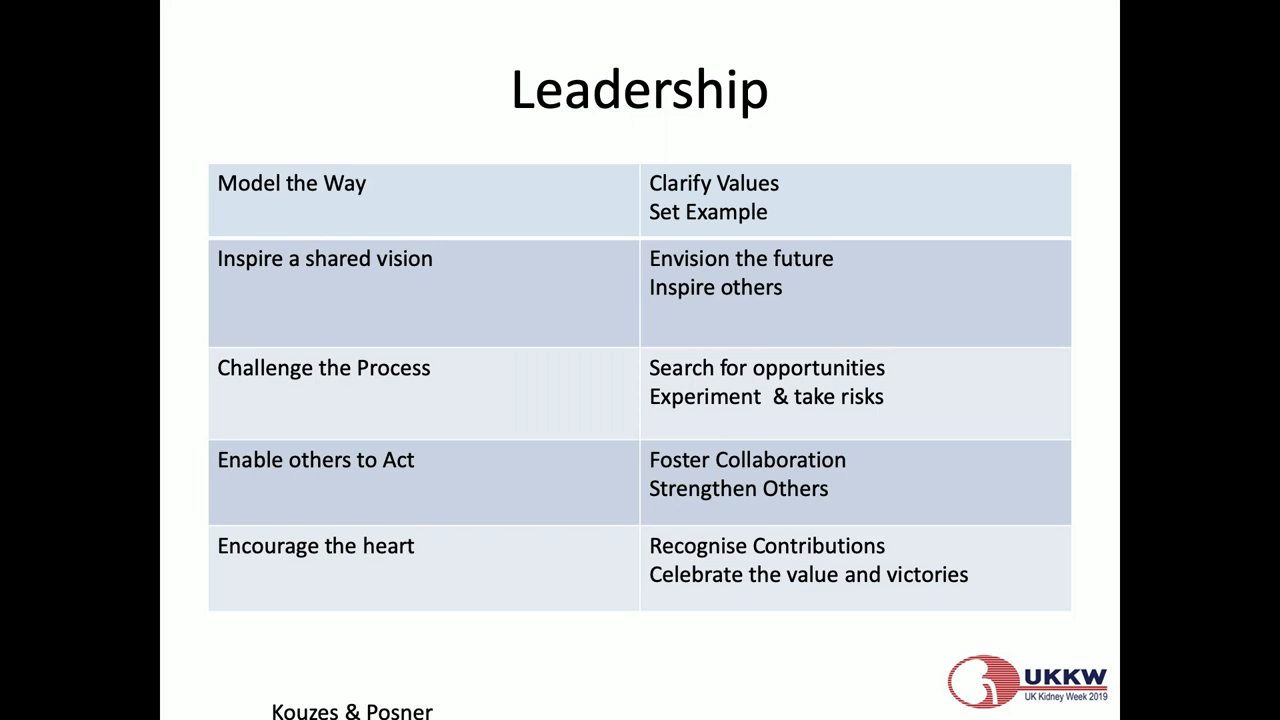 Leadership
Model the Way
Clarify Values
Set Example
Inspire a shared vision
Envision the future
Inspire others
Challenge the Process
Search for opportunities
Experiment  & take risks
Enable others to Act
Foster Collaboration
Strengthen Others
Encourage the heart
Recognise Contributions
Celebrate the value and victories
UKKW
UK Kidney Week 2019
Kouzes & Posner